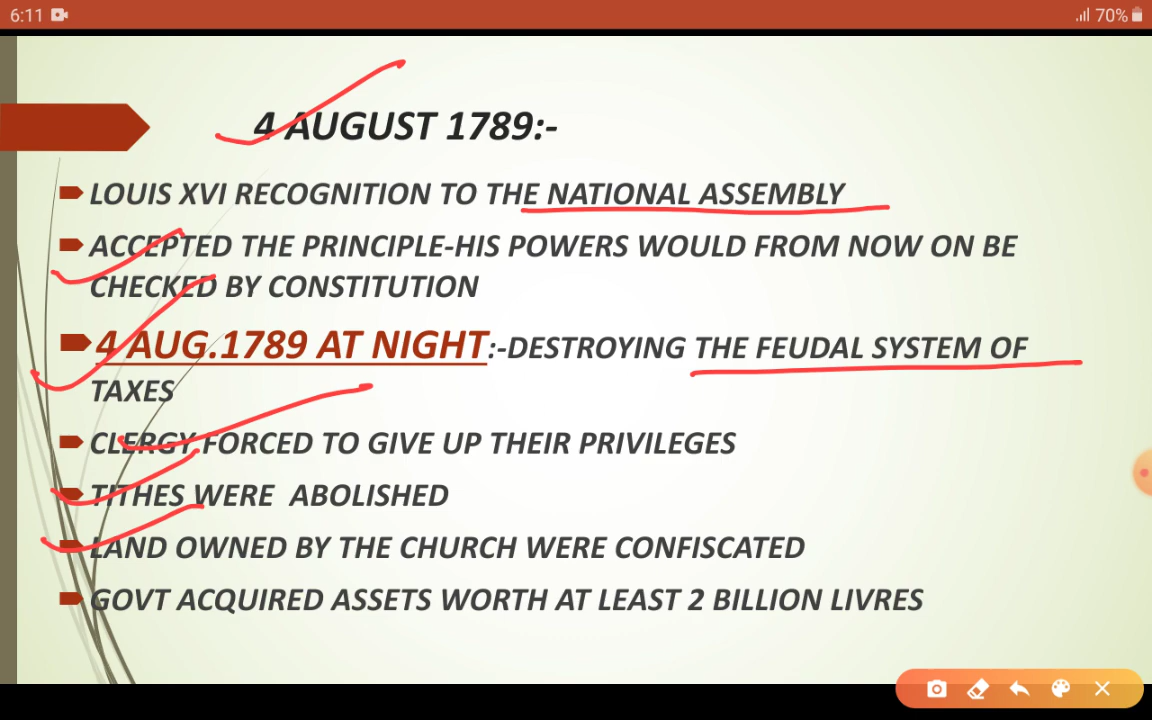 6:11
70%
4 AUGUST 1789:-
LOUIS XVI RECOGNITION TO THE NATIONAL ASSEMBLY
ACCEPTED THE PRINCIPLE-HIS POWERS WOULD FROM NOW ON BE
CHECKED BY CONSTITUTION
4 AUG.1789 AT NIGHT:-DESTROYING THE FEUDAL SYSTEM OF
TAXES
CLERGY FORCED TO GIVE UP THEIR PRIVILEGES
TITHES WERE ABOLISHED
LAND OWNED BY THE CHURCH WERE CONFISCATED
GOVT ACQUIRED ASSETS WORTH AT LEAST 2 BILLION LIVRES